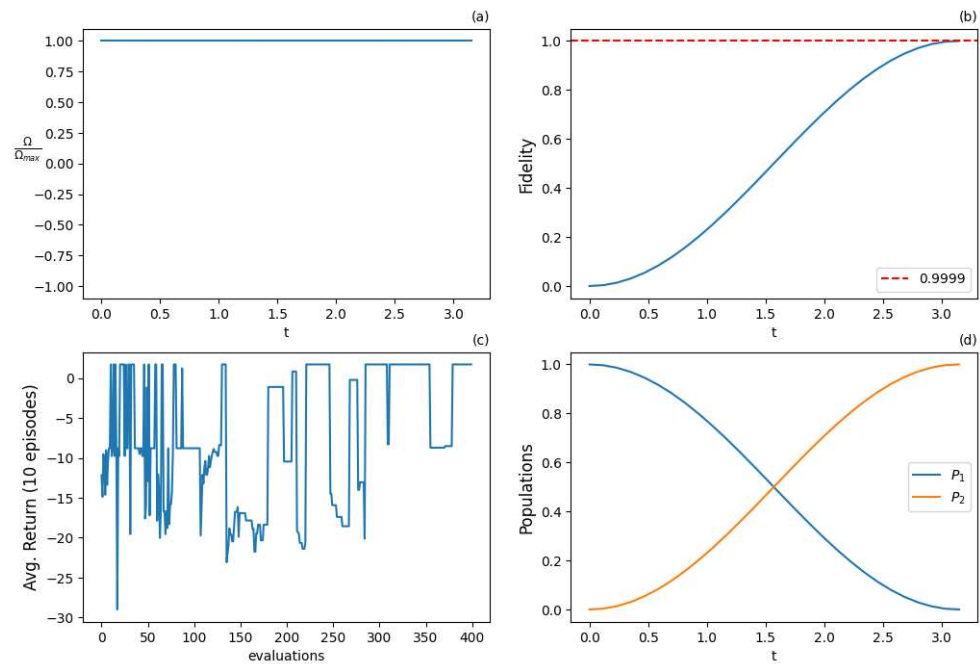 (a)
1.00
0.75
0.50
0.25
0.00
-0.25
-0.50
-0.75
-1.00
Ω
Ωmax
0.0 0.5 1.0 1.5 2.0 2.5 3.0
t
(b)
1.0
0.8
0.6
0.4
0.2
0.0
Fidelity
0.9999
0.0 0.5 1.0 1.5 2.0 2.5 3.0
t
(c)
0
-5
-10
-15
-20
-25
-30
Avg. Return (10 episodes)
0 50 100 150 200 250 300 350 400
evaluations
(d)
1.0
0.8
0.6
0.4
0.2
0.0
Populations
P1
P2
0.0 0.5 1.0 1.5 2.0 2.5 3.0
t